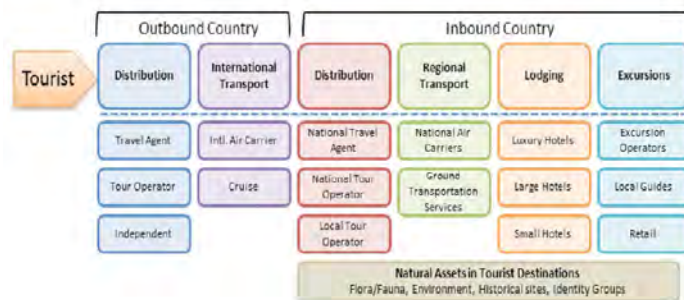 Outbound Country
Inbound Country
Tourist
Distribution
International
Transport
Distribution
Regional
Transport
Lodging
Excursions
Travel Agent
Intl. Air Carrier
National Travel
Agent
National Air
Carriers
Luxury Hotels
Excursion
Operators
Tour Operator
Cruise
National Tour
Operator
Ground
Transportation
Services
Large Hotels
Local Guides
Independent
Local Tour
Operator
Small Hotels
Retail
Natural Assets in Tourist Destinations
Flora/Fauna, Environment, Historical sites, Identity Groups